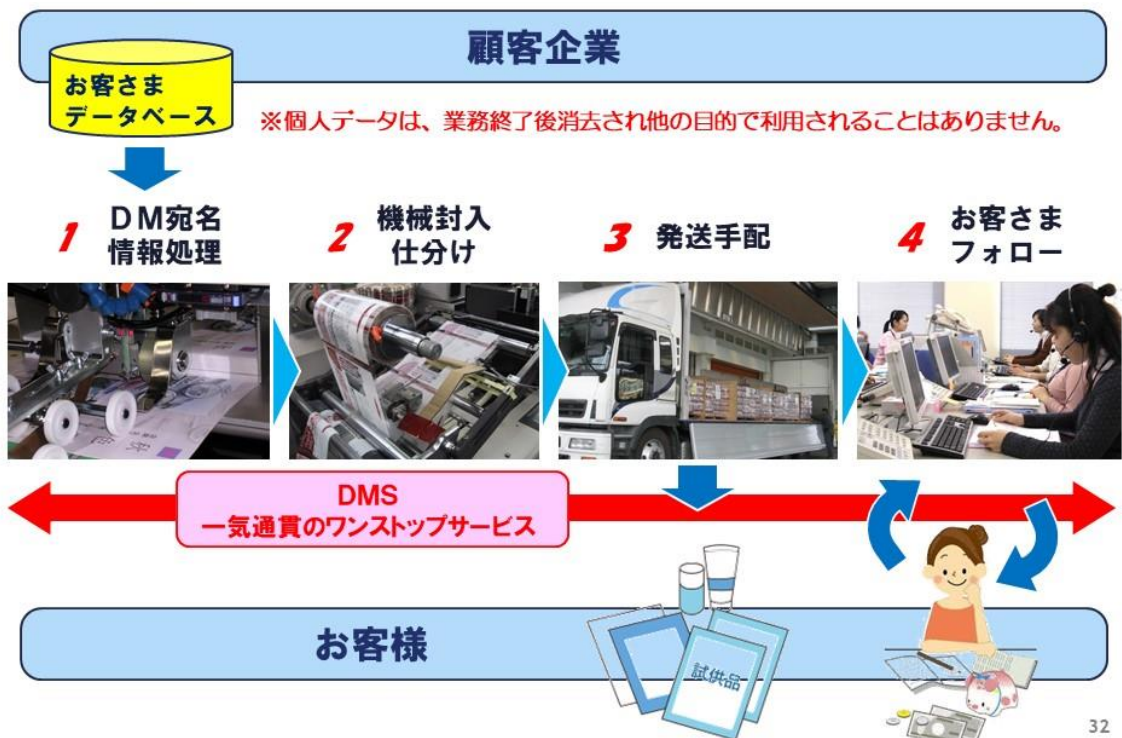 顧客企業
お客さま
データベース
※個人データは、業務終了後消去され他の目的で利用されることはありません。
1 DM宛名
情報処理
2 機械封入
仕分け
3 発送手配
4 お客さま
フォロー
DMS
一気通貫のワンストップサービス
お客様
試供品
32